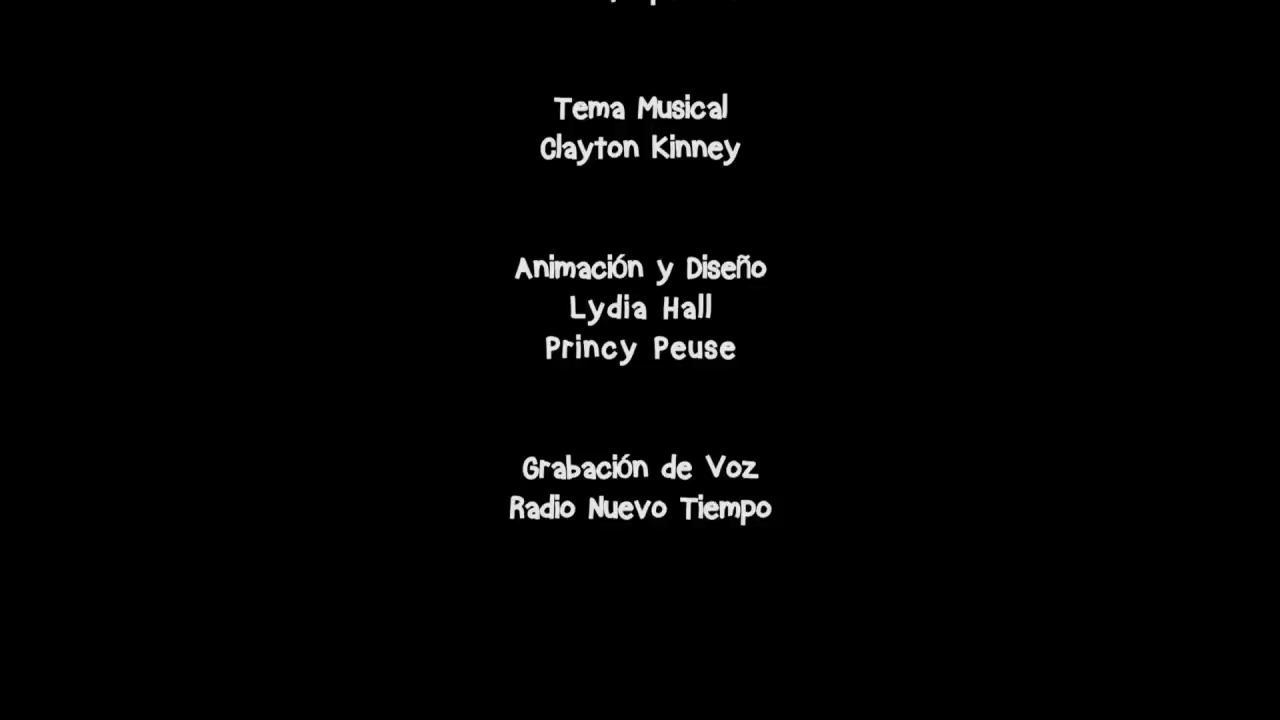 Tema Musical
Clayton Kinney
Animación y Diseño
Lydia Hall
Princy Peuse
Grabación de Voz
Radio Nuevo Tiempo